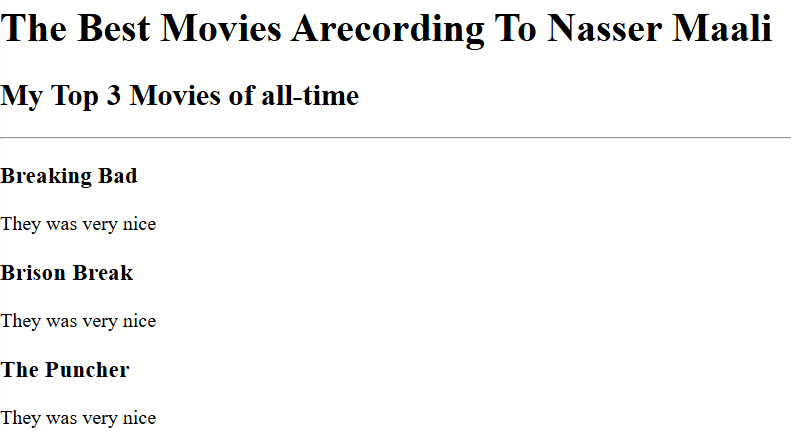 The Best Movies Arecording To Nasser Maali
My Top 3 Movies of all-time
Breaking Bad
They was very nice
Brison Break
They was very nice
The Puncher
They was very nice